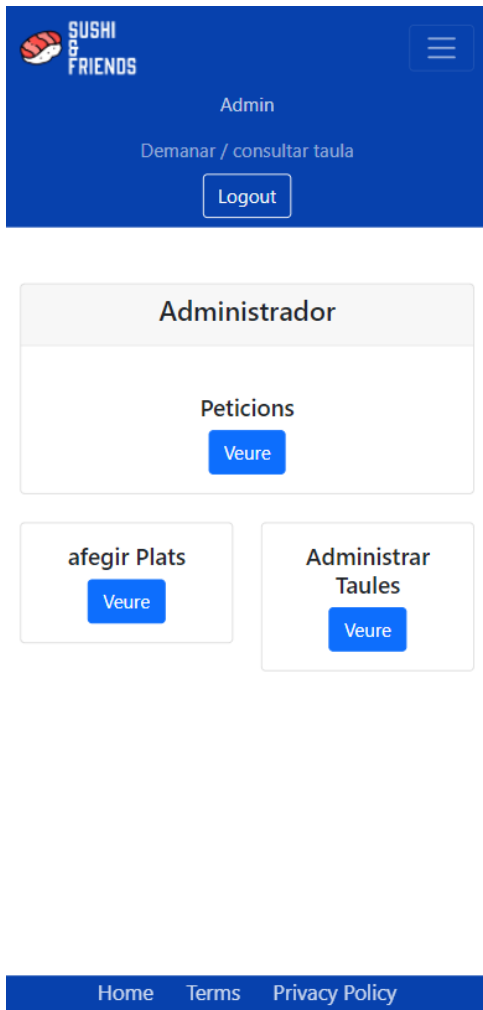 SUSHI
&
FRIENDS
Admin
Demanar / consultar taula
Logout
Administrador
Peticions
Veure
afegir Plats
Veure
Administrar
Taules
Veure
Home Terms Privacy Policy